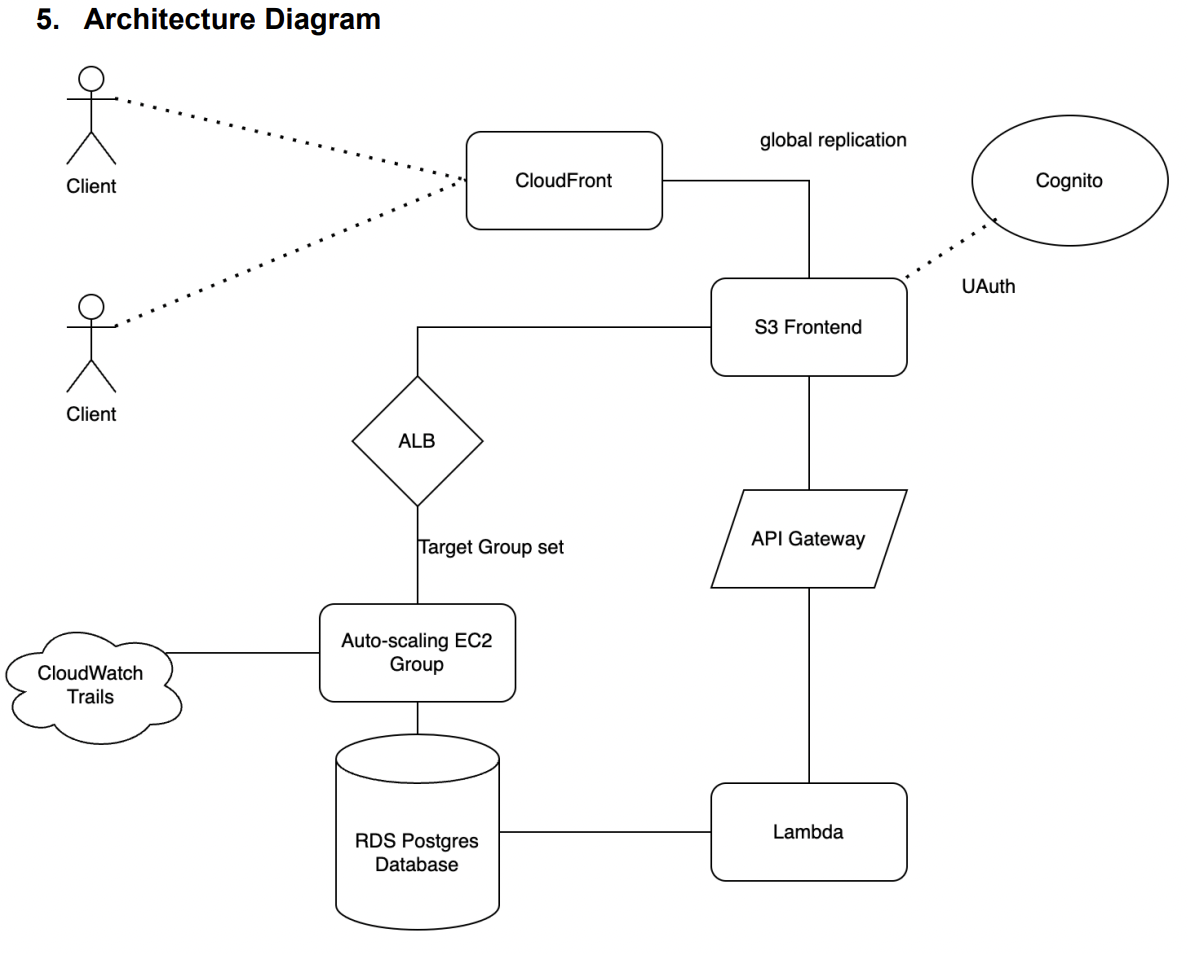 5. Architecture Diagram
Client
CloudFront
global replication
Cognito
UAuth
S3 Frontend
Client
ALB
API Gateway
Target Group set
Auto-scaling EC2
Group
CloudWatch
Trails
RDS Postgres
Database
Lambda